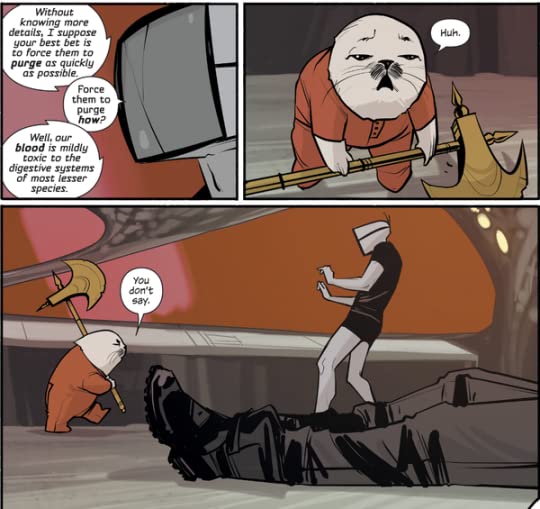 Without
knowing more
details, I suppose
your best bet is
to force them to
purge as quickly
as possible.
Force
them to
purge
how?
Well, our
blood is mildly
toxic to the
digestive systems
of most lesser
species.
Huh.
You
don't
say.